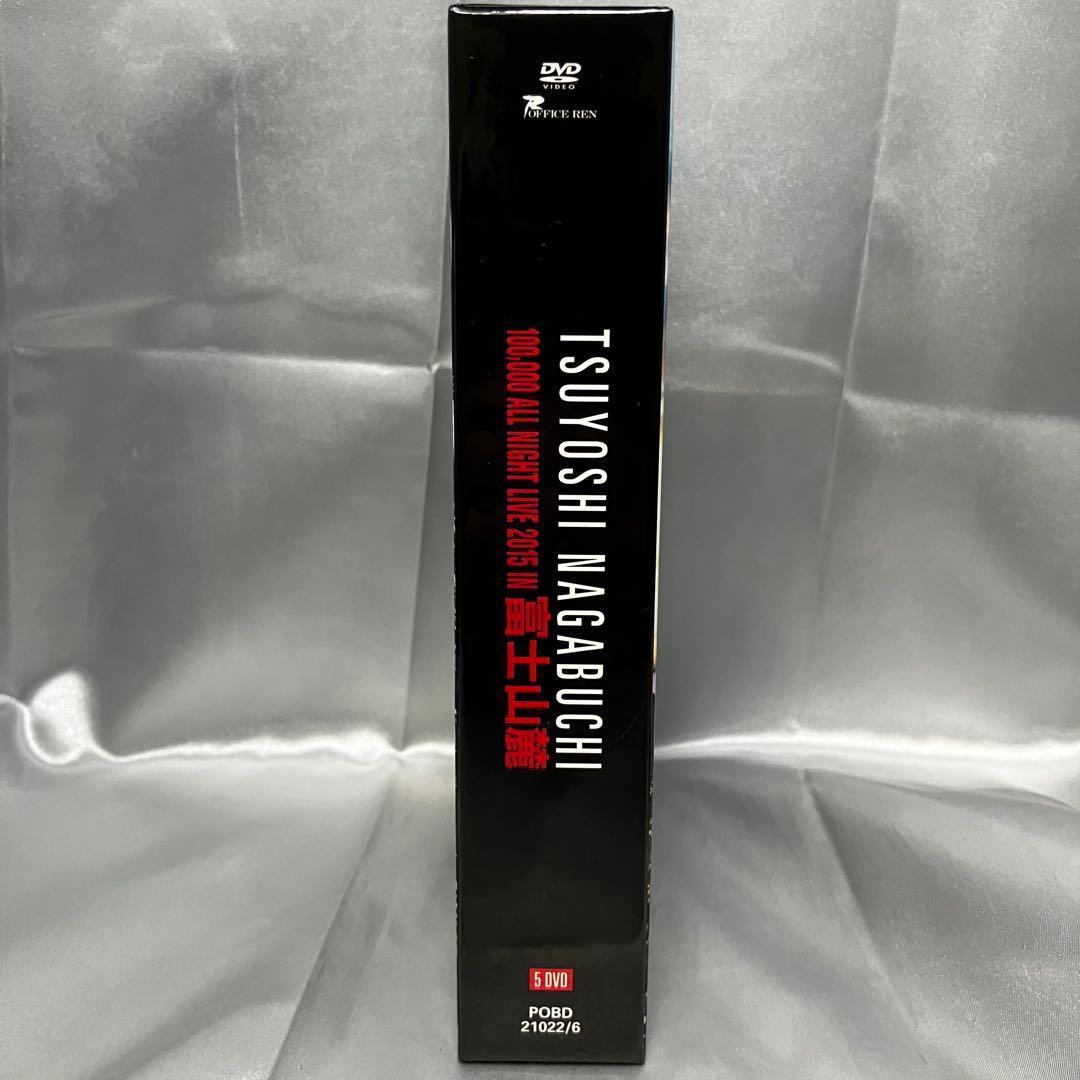 DVD
VIDEO
OFFICE REN
TSUYOSHI NAGABUCHI
100,000 ALL NIGHT LIVE 2015 IN 富士山麓
5 DVD
POBD
21022/6